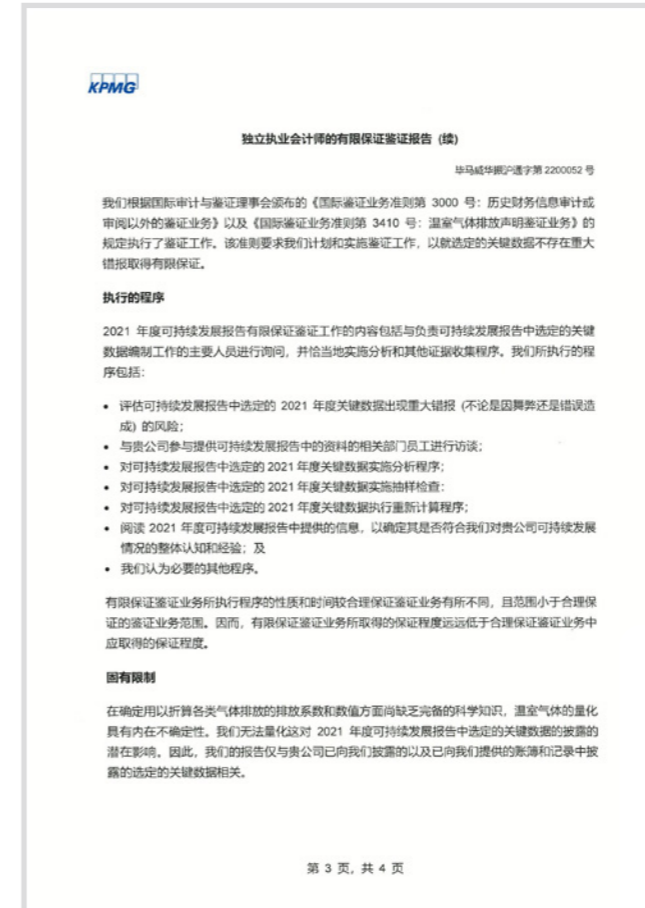 KPMG
独立执业会计师的有限保证鉴证报告 (续)
毕马威华振沪通字第 2200052 号
我们根据国际审计与鉴证理事会颁布的《国际鉴证业务准则第 3000 号：历史财务信息审计或
审阅以外的鉴证业务》以及《国际鉴证业务准则第 3410 号：温室气体排放声明鉴证业务》的
规定执行了鉴证工作。该准则要求我们计划和实施鉴证工作，以就选定的关键数据不存在重大
错报取得有限保证。
执行的程序
2021 年度可持续发展报告有限保证鉴证工作的内容包括与负责可持续发展报告中选定的关键
数据编制工作的主要人员进行询问，并恰当地实施分析和其他证据收集程序。我们所执行的程
序包括：
• 评估可持续发展报告中选定的 2021 年度关键数据出现重大错报 (不论是因舞弊还是错误造
成) 的风险；
• 与贵公司参与提供可持续发展报告中的资料的相关部门员工进行访谈；
• 对可持续发展报告中选定的 2021 年度关键数据实施分析程序；
• 对可持续发展报告中选定的 2021 年度关键数据实施抽样检查：
• 对可持续发展报告中选定的 2021 年度关键数据执行重新计算程序；
• 阅读 2021 年度可持续发展报告中提供的信息，以确定其是否符合我们对贵公司可持续发展
情况的整体认知和经验；及
• 我们认为必要的其他程序。
有限保证鉴证业务所执行程序的性质和时间较合理保证鉴证业务有所不同，且范围小于合理保
证的鉴证业务范围。因而，有限保证鉴证业务所取得的保证程度远远低于合理保证鉴证业务中
应取得的保证程度。
固有限制
在确定用以折算各类气体排放的排放系数和数值方面尚缺乏完备的科学知识，温室气体的量化
具有内在不确定性。我们无法量化这对 2021 年度可持续发展报告中选定的关键数据的披露的
潜在影响。因此，我们的报告仅与贵公司已向我们披露的以及已向我们提供的账簿和记录中披
露的选定的关键数据相关。
第 3 页, 共 4 页